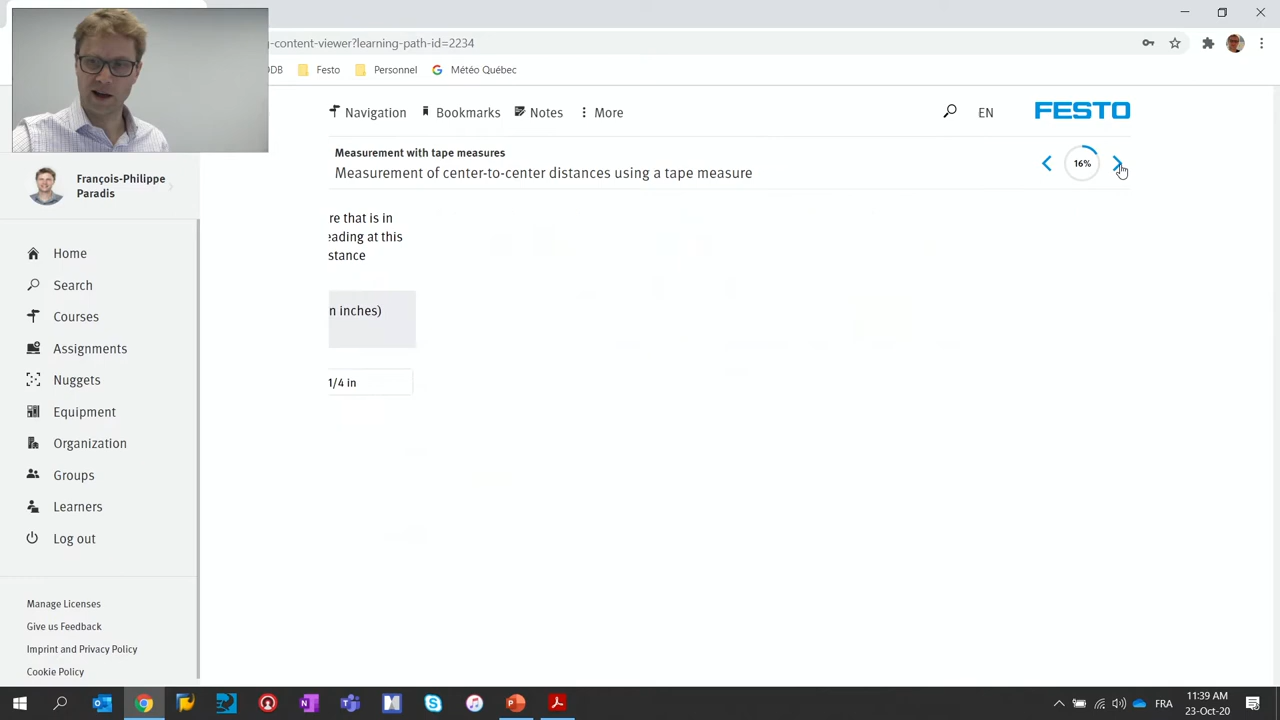 g-content-viewer?learning-path-id=2234
DB
Festo
Personnel
Météo Québec
Navigation
Bookmarks
Notes
More
EN
FESTO
Measurement with tape measures
Measurement of center-to-center distances using a tape measure
16%
François-Philippe
Paradis
re that is in
eading at this
stance
n inches)
1/4 in
Home
Search
Courses
Assignments
Nuggets
Equipment
Organization
Groups
Learners
Log out
Manage Licenses
Give us Feedback
Imprint and Privacy Policy
Cookie Policy
FRA
11:39 AM
23-Oct-20